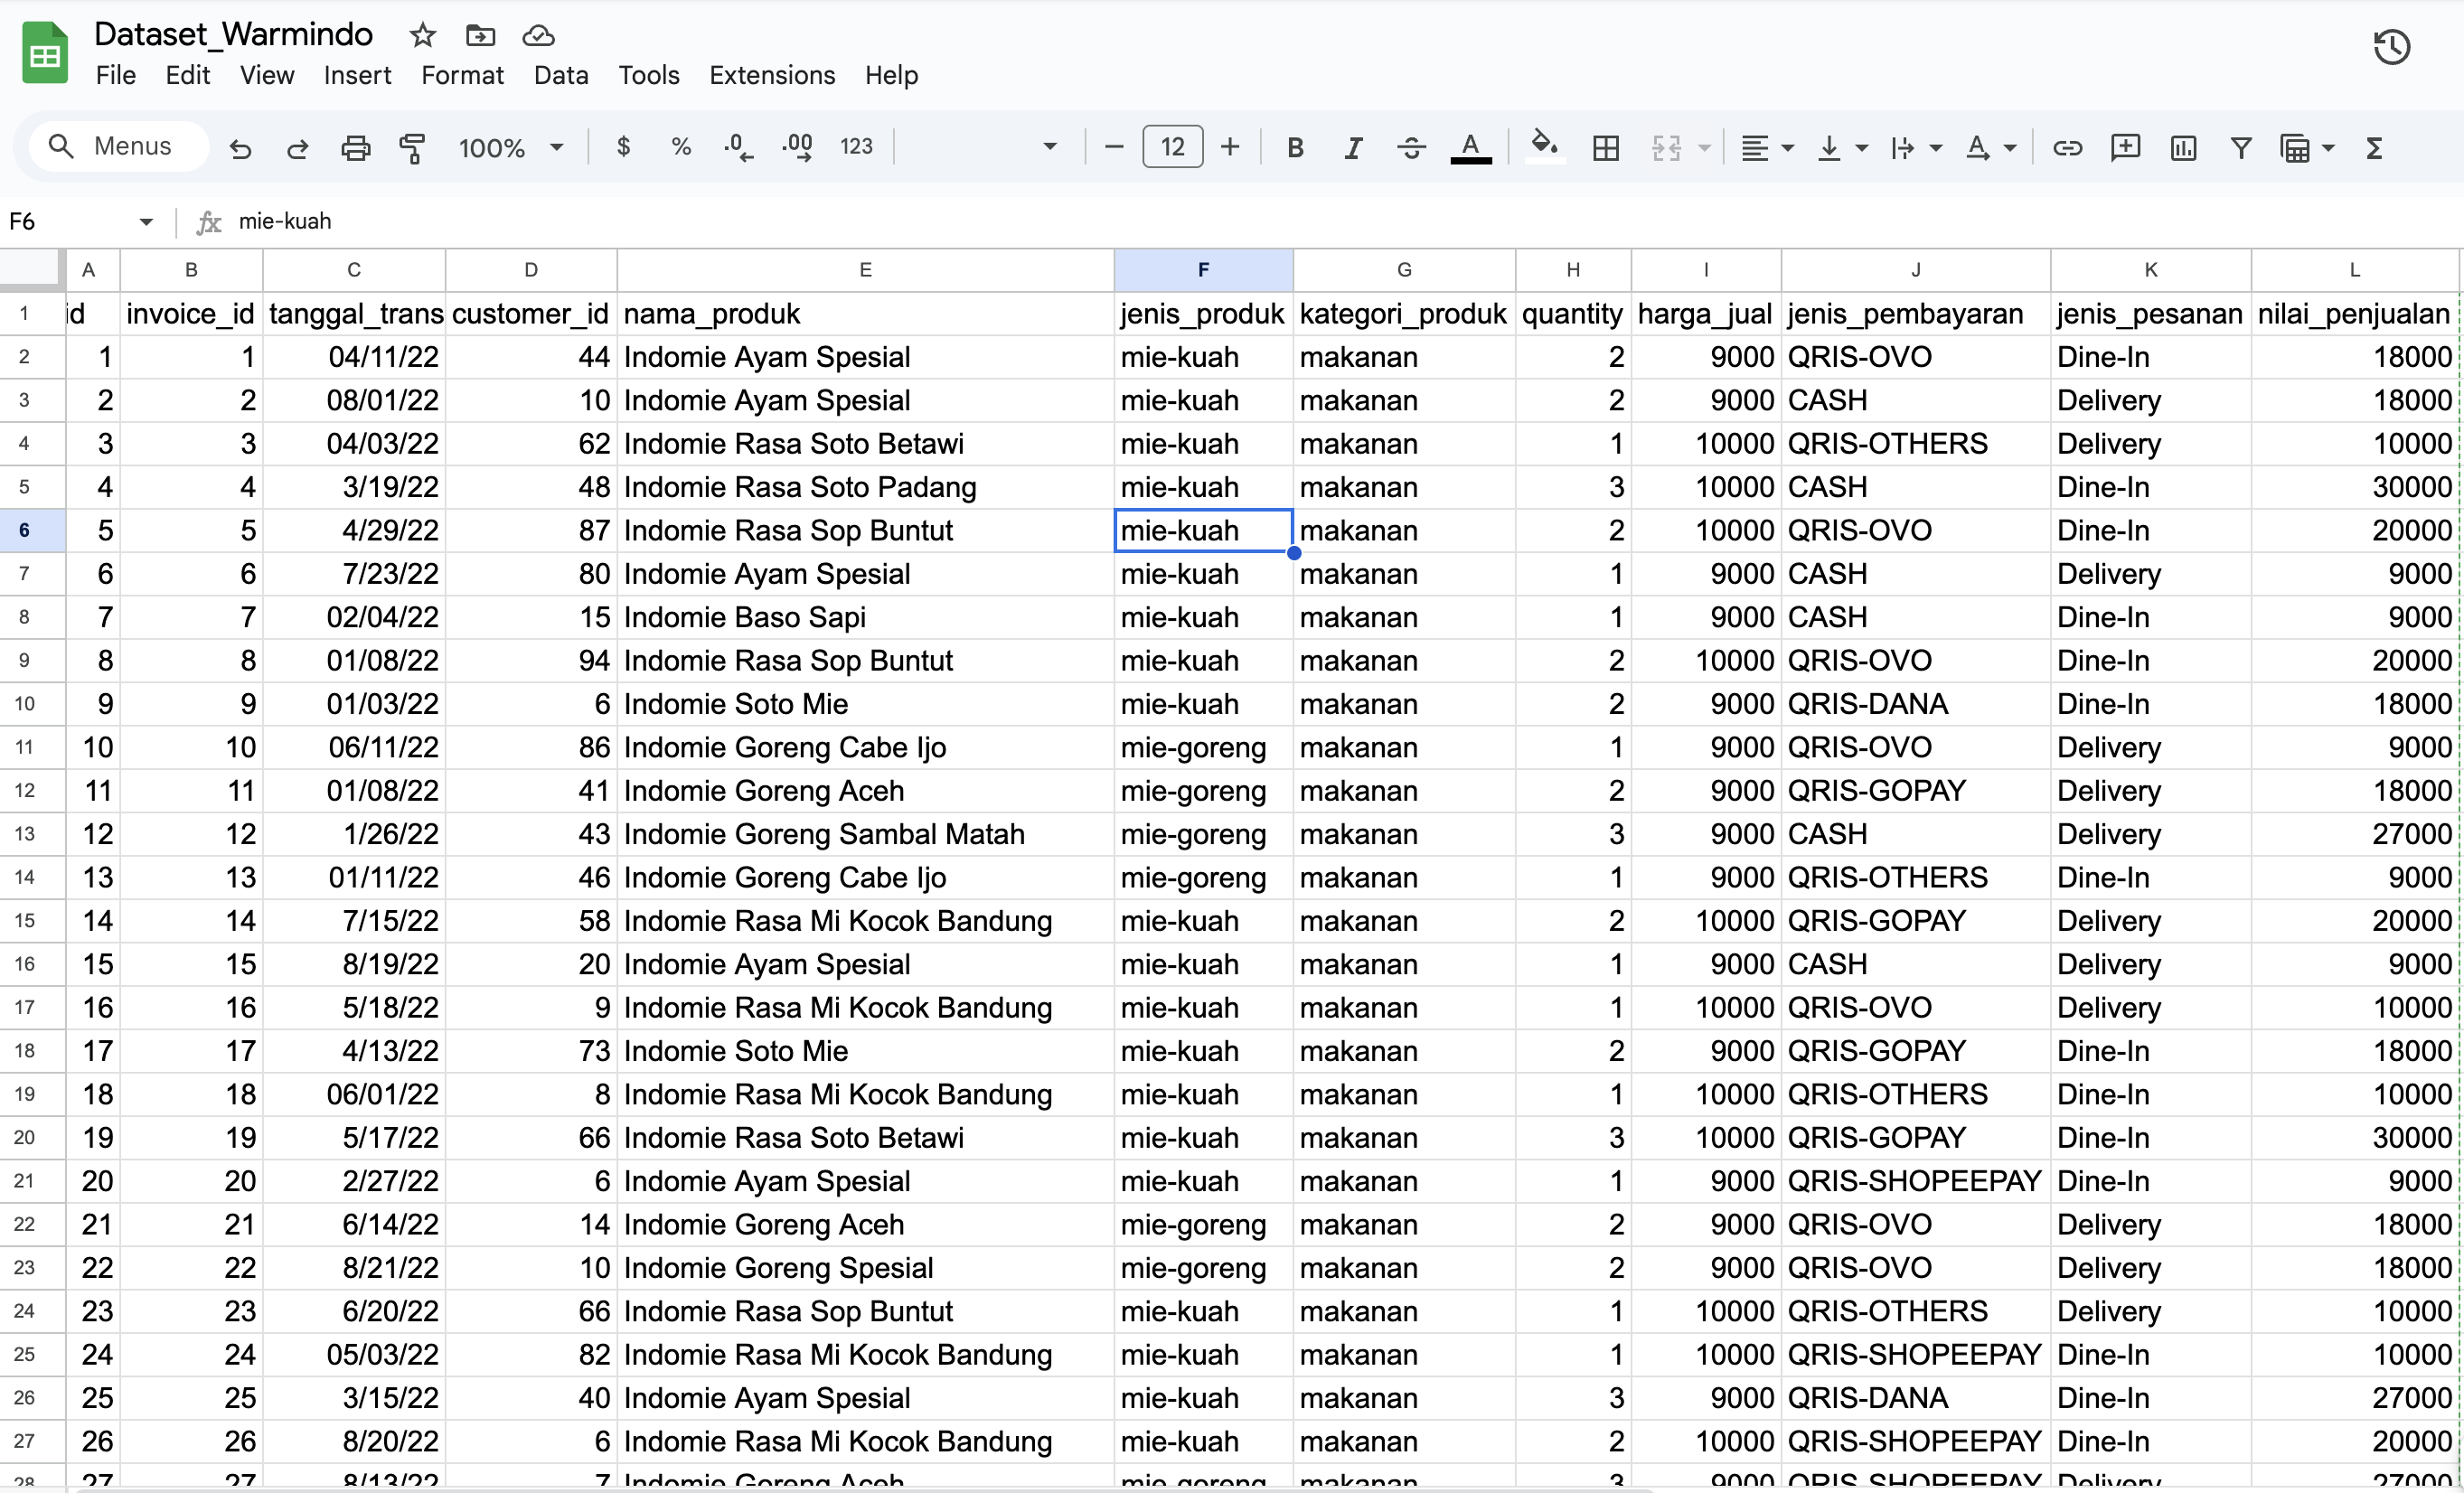 Dataset_Warmindo
File Edit View Insert Format Data Tools Extensions Help
Menus 100% $ % .0 .00 123 12 B I S A A
F6 fx mie-kuah
A B C D E F G H I J K L
1 id invoice_id tanggal_trans customer_id nama_produk jenis_produk kategori_produk quantity harga_jual jenis_pembayaran jenis_pesanan nilai_penjualan
2 1 1 04/11/22 44 Indomie Ayam Spesial mie-kuah makanan 2 9000 QRIS-OVO Dine-In 18000
3 2 2 08/01/22 10 Indomie Ayam Spesial mie-kuah makanan 2 9000 CASH Delivery 18000
4 3 3 04/03/22 62 Indomie Rasa Soto Betawi mie-kuah makanan 1 10000 QRIS-OTHERS Delivery 10000
5 4 4 3/19/22 48 Indomie Rasa Soto Padang mie-kuah makanan 3 10000 CASH Dine-In 30000
6 5 5 4/29/22 87 Indomie Rasa Sop Buntut mie-kuah makanan 2 10000 QRIS-OVO Dine-In 20000
7 6 6 7/23/22 80 Indomie Ayam Spesial mie-kuah makanan 1 9000 CASH Delivery 9000
8 7 7 02/04/22 15 Indomie Baso Sapi mie-kuah makanan 1 9000 CASH Dine-In 9000
9 8 8 01/08/22 94 Indomie Rasa Sop Buntut mie-kuah makanan 2 10000 QRIS-OVO Dine-In 20000
10 9 9 01/03/22 6 Indomie Soto Mie mie-kuah makanan 2 9000 QRIS-DANA Dine-In 18000
11 10 10 06/11/22 86 Indomie Goreng Cabe Ijo mie-goreng makanan 1 9000 QRIS-OVO Delivery 9000
12 11 11 01/08/22 41 Indomie Goreng Aceh mie-goreng makanan 2 9000 QRIS-GOPAY Delivery 18000
13 12 12 1/26/22 43 Indomie Goreng Sambal Matah mie-goreng makanan 3 9000 CASH Delivery 27000
14 13 13 01/11/22 46 Indomie Goreng Cabe Ijo mie-goreng makanan 1 9000 QRIS-OTHERS Dine-In 9000
15 14 14 7/15/22 58 Indomie Rasa Mi Kocok Bandung mie-kuah makanan 2 10000 QRIS-GOPAY Delivery 20000
16 15 15 8/19/22 20 Indomie Ayam Spesial mie-kuah makanan 1 9000 CASH Delivery 9000
17 16 16 5/18/22 9 Indomie Rasa Mi Kocok Bandung mie-kuah makanan 1 10000 QRIS-OVO Delivery 10000
18 17 17 4/13/22 73 Indomie Soto Mie mie-kuah makanan 2 9000 QRIS-GOPAY Dine-In 18000
19 18 18 06/01/22 8 Indomie Rasa Mi Kocok Bandung mie-kuah makanan 1 10000 QRIS-OTHERS Dine-In 10000
20 19 19 5/17/22 66 Indomie Rasa Soto Betawi mie-kuah makanan 3 10000 QRIS-GOPAY Dine-In 30000
21 20 20 2/27/22 6 Indomie Ayam Spesial mie-kuah makanan 1 9000 QRIS-SHOPEEPAY Dine-In 9000
22 21 21 6/14/22 14 Indomie Goreng Aceh mie-goreng makanan 2 9000 QRIS-OVO Delivery 18000
23 22 22 8/21/22 10 Indomie Goreng Spesial mie-goreng makanan 2 9000 QRIS-OVO Delivery 18000
24 23 23 6/20/22 66 Indomie Rasa Sop Buntut mie-kuah makanan 1 10000 QRIS-OTHERS Delivery 10000
25 24 24 05/03/22 82 Indomie Rasa Mi Kocok Bandung mie-kuah makanan 1 10000 QRIS-SHOPEEPAY Dine-In 10000
26 25 25 3/15/22 40 Indomie Ayam Spesial mie-kuah makanan 3 9000 QRIS-DANA Dine-In 27000
27 26 26 8/20/22 6 Indomie Rasa Mi Kocok Bandung mie-kuah makanan 2 10000 QRIS-SHOPEEPAY Dine-In 20000
28 27 27 8/13/22 7 Indomie Goreng Aceh mie-goreng makanan 3 9000 QRIS-SHOPEEPAY Delivery 27000